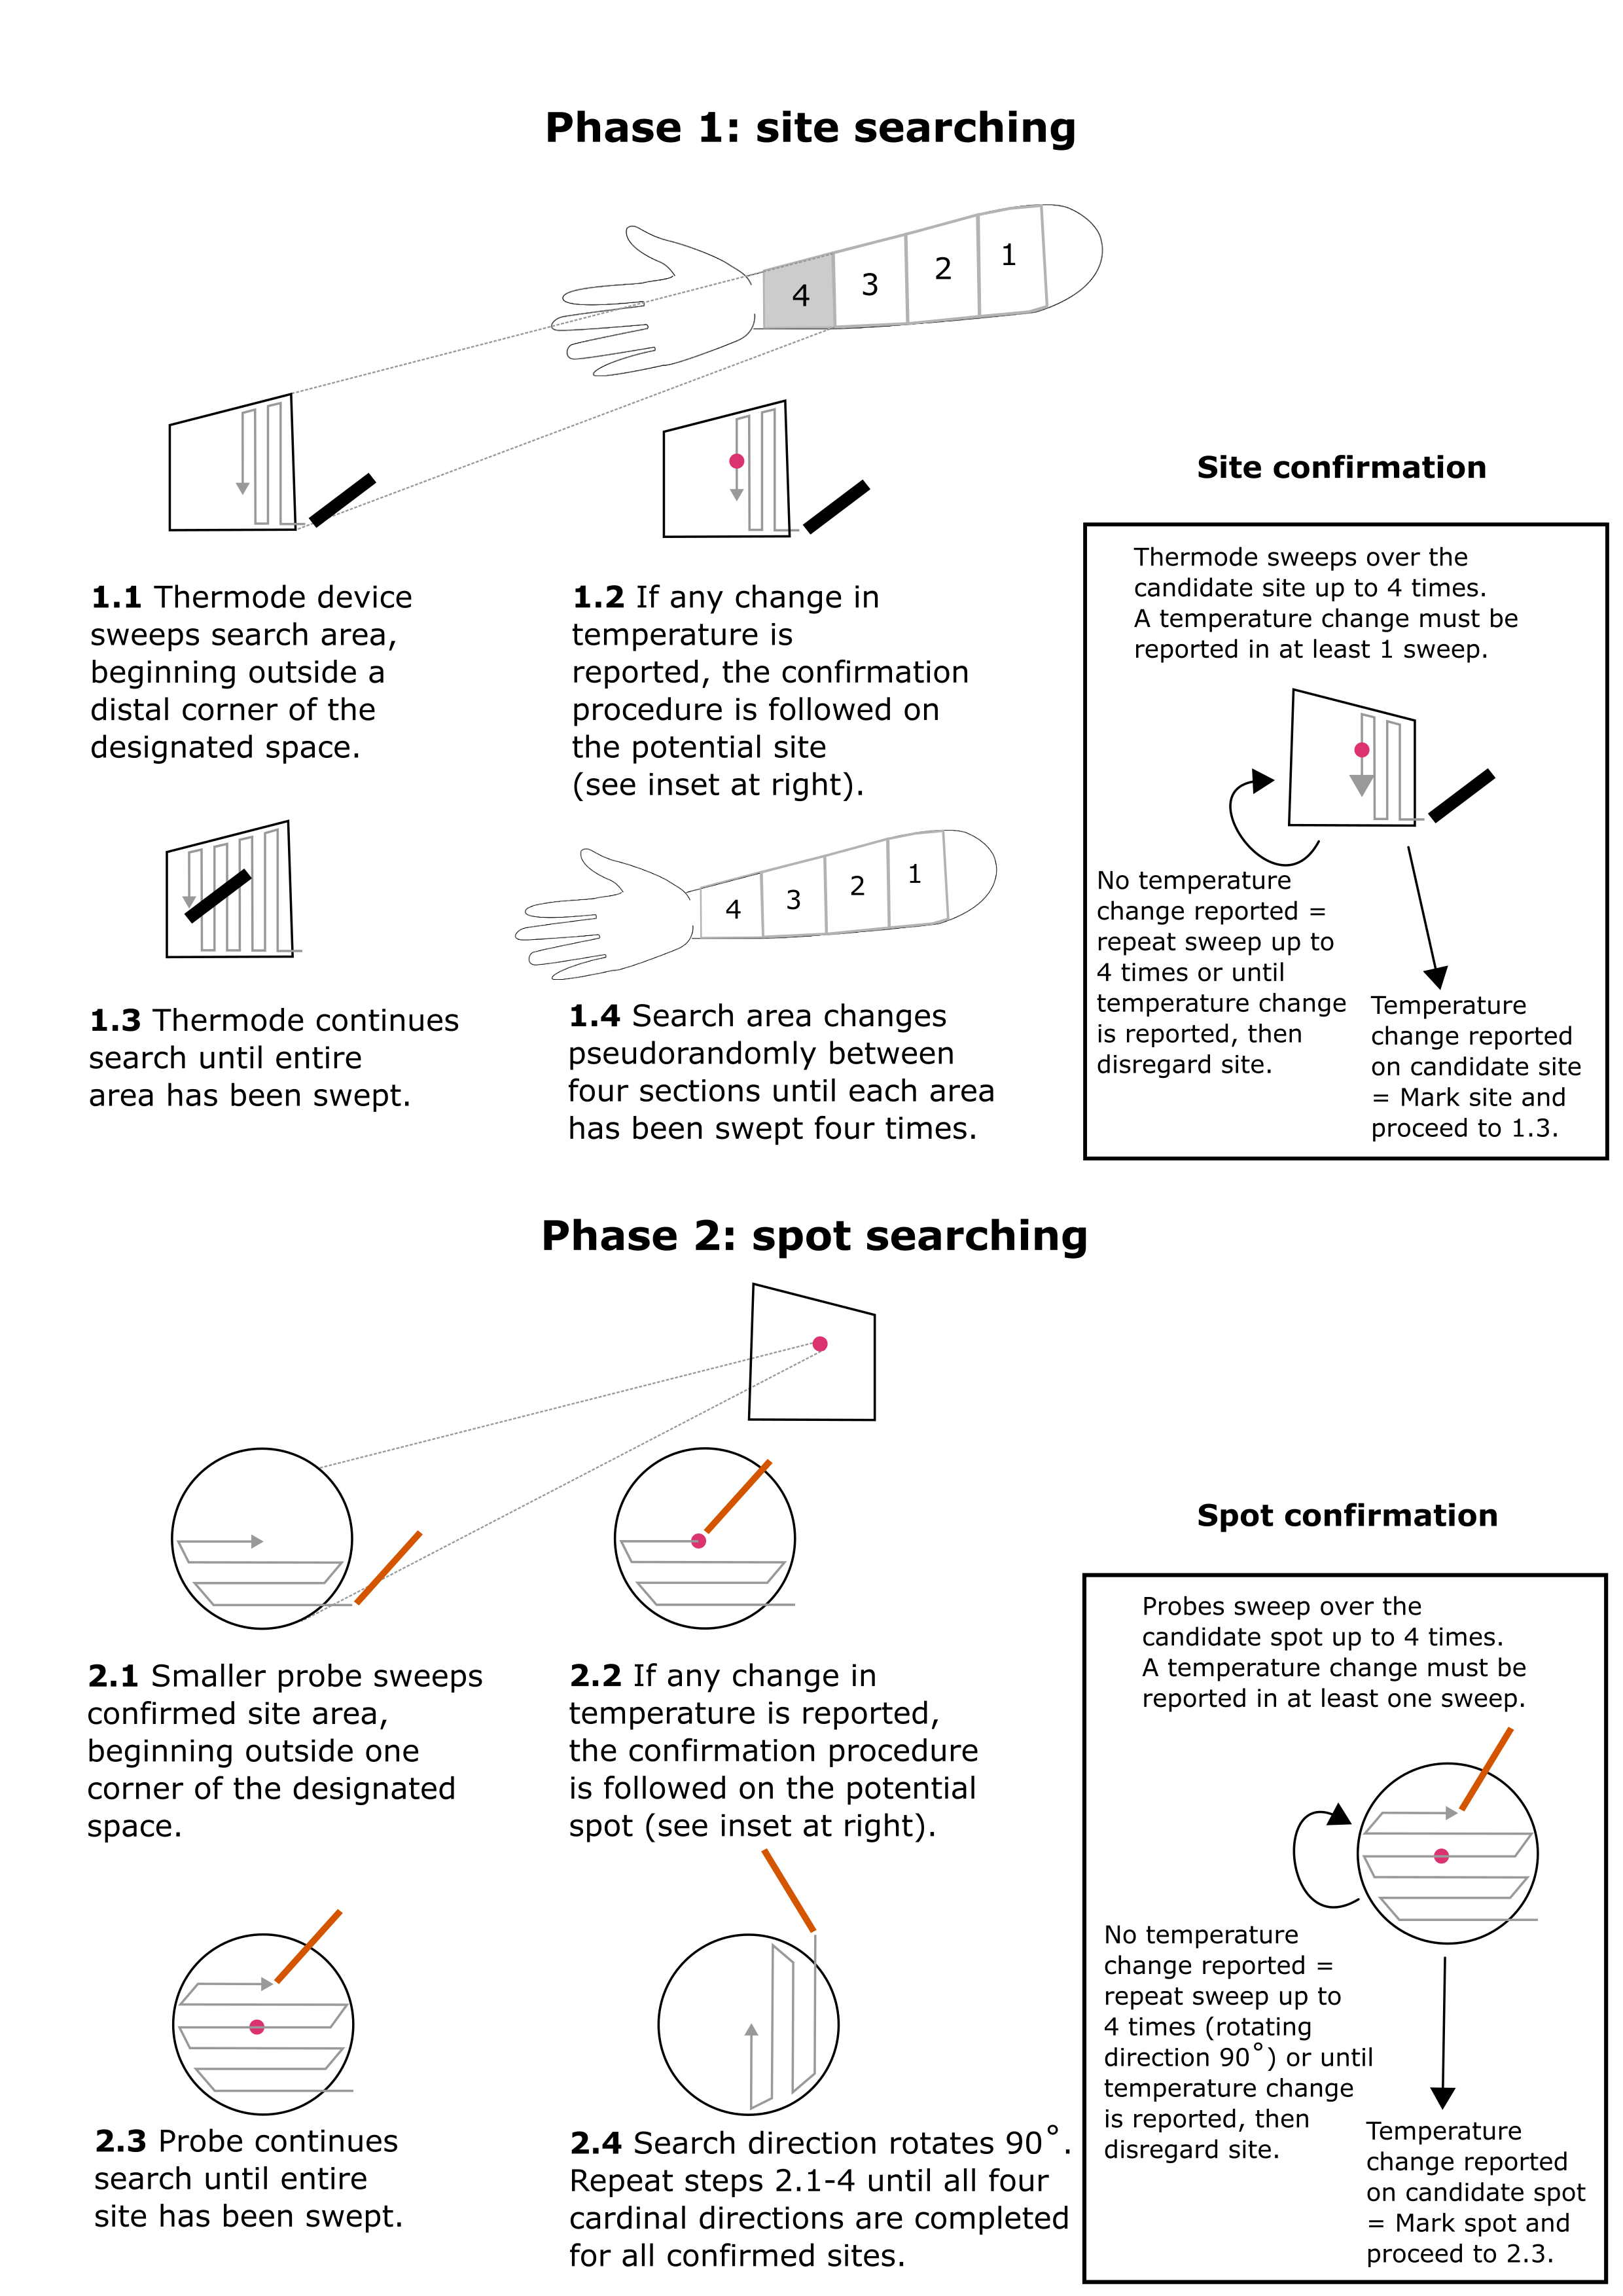 Phase 1: site searching
4
3
2
1
1.1 Thermode device
sweeps search area,
beginning outside a
distal corner of the
designated space.
1.2 If any change in
temperature is
reported, the confirmation
procedure is followed on
the potential site
(see inset at right).
1.3 Thermode continues
search until entire
area has been swept.
4
3
2
1
1.4 Search area changes
pseudorandomly between
four sections until each area
has been swept four times.
Site confirmation
Thermode sweeps over the
candidate site up to 4 times.
A temperature change must be
reported in at least 1 sweep.
No temperature
change reported =
repeat sweep up to
4 times or until
temperature change
is reported, then
disregard site.
Temperature
change reported
on candidate site
= Mark site and
proceed to 1.3.
Phase 2: spot searching
2.1 Smaller probe sweeps
confirmed site area,
beginning outside one
corner of the designated
space.
2.2 If any change in
temperature is reported,
the confirmation procedure
is followed on the potential
spot (see inset at right).
2.3 Probe continues
search until entire
site has been swept.
2.4 Search direction rotates 90˚.
Repeat steps 2.1-4 until all four
cardinal directions are completed
for all confirmed sites.
Spot confirmation
Probes sweep over the
candidate spot up to 4 times.
A temperature change must be
reported in at least one sweep.
No temperature
change reported =
repeat sweep up to
4 times (rotating
direction 90˚) or until
temperature change
is reported, then
disregard site.
Temperature
change reported
on candidate spot
= Mark spot and
proceed to 2.3.